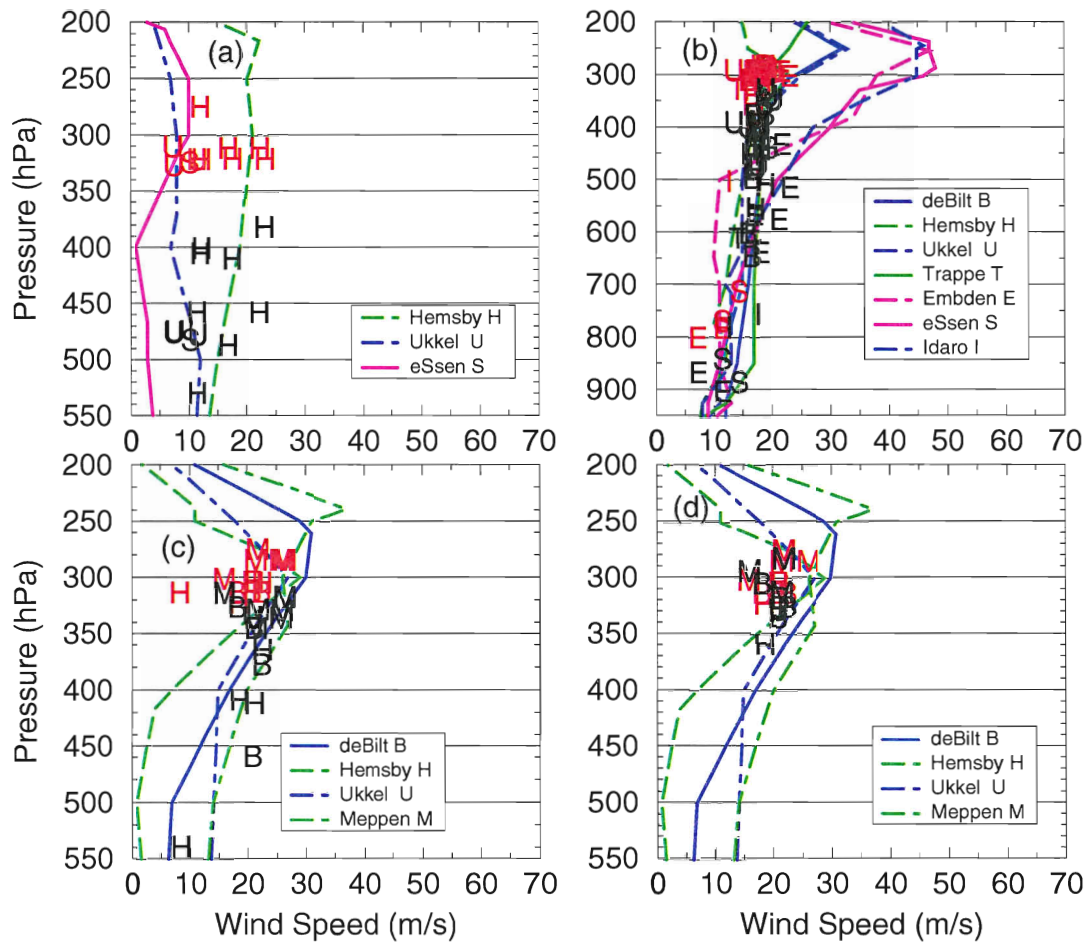 (a)
200
250
300
350
400
450
500
550
Pressure (hPa)
Hemsby H
Ukkel U
eSsen S
0 10 20 30 40 50 60 70
(b)
200
300
400
500
600
700
800
900
deBilt B
Hemsby H
Ukkel U
Trappe T
Embden E
eSsen S
Idaro I
0 10 20 30 40 50 60 70
(c)
200
250
300
350
400
450
500
550
Pressure (hPa)
deBilt B
Hemsby H
Ukkel U
Meppen M
0 10 20 30 40 50 60 70
Wind Speed (m/s)
(d)
200
250
300
350
400
450
500
550
deBilt B
Hemsby H
Ukkel U
Meppen M
0 10 20 30 40 50 60 70
Wind Speed (m/s)